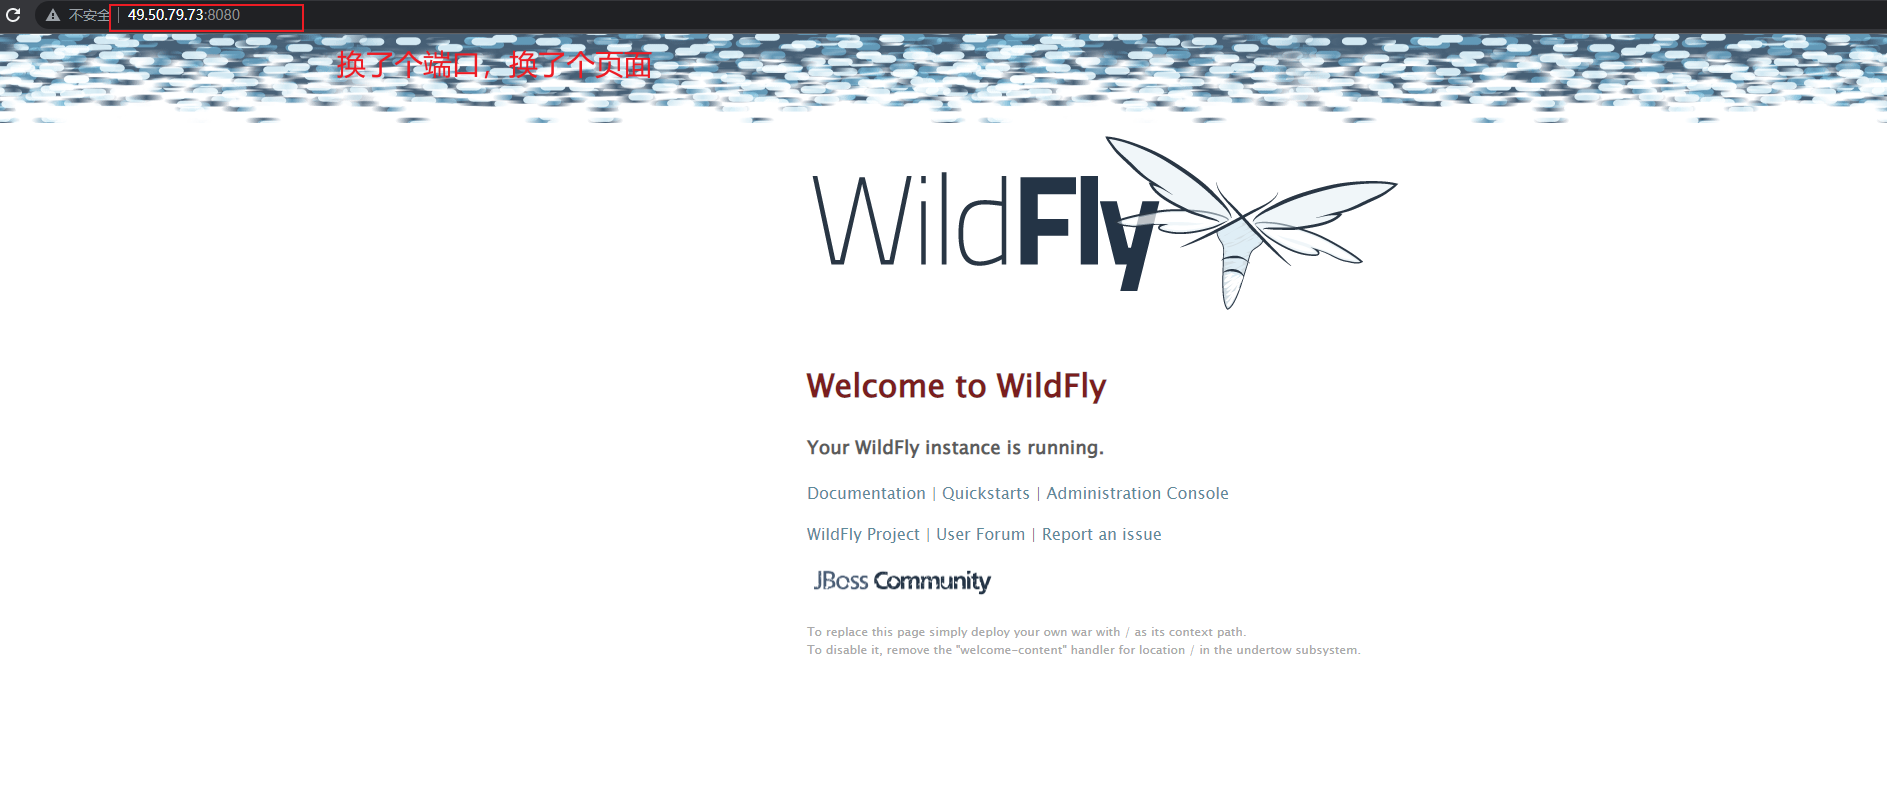 不安全 | 49.50.79.73:8080
换了个端口，换了个页面
WildFly
Welcome to WildFly
Your WildFly instance is running.
Documentation | Quickstarts | Administration Console
WildFly Project | User Forum | Report an issue
JBoss Community
To replace this page simply deploy your own war with / as its context path.
To disable it, remove the "welcome-content" handler for location / in the undertow subsystem.